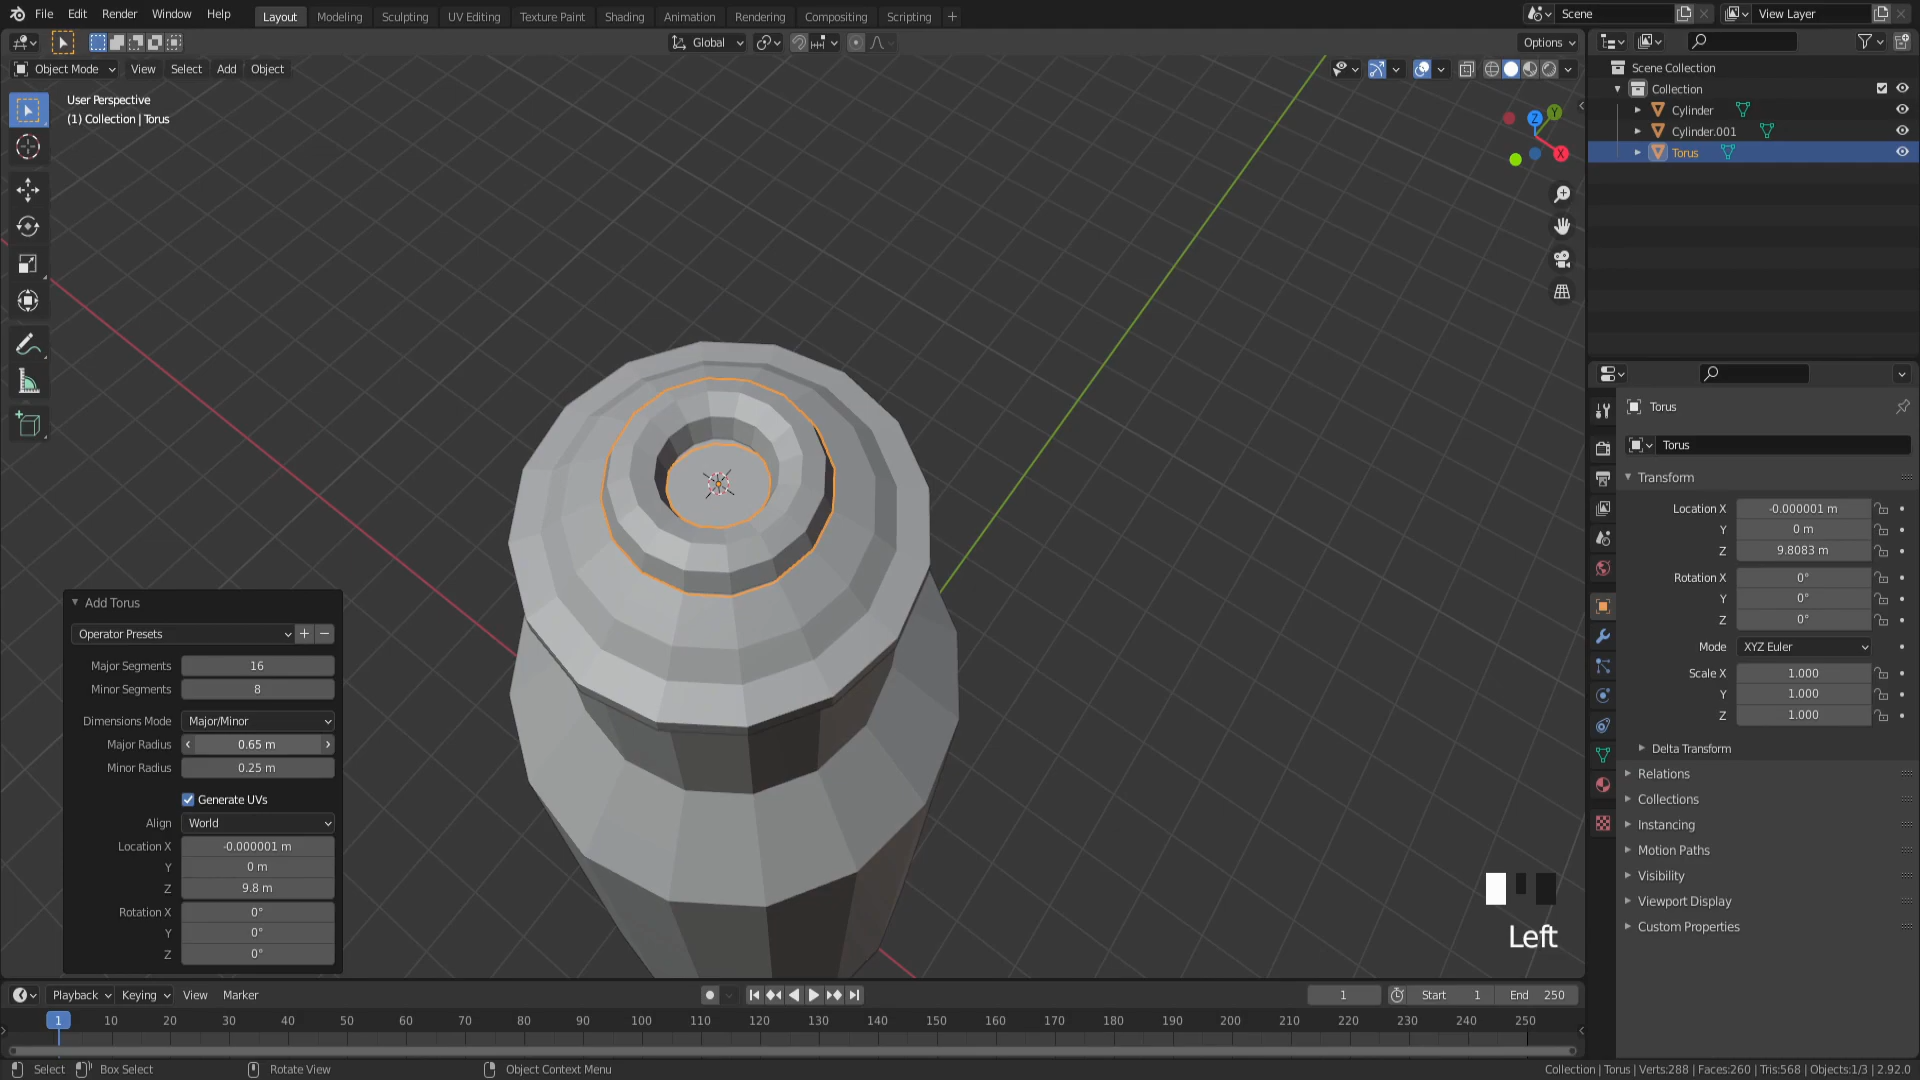 File Edit Render Window Help Layout Modeling Sculpting UV Editing Texture Paint Shading Animation Rendering Compositing Scripting + Scene View Layer
Global Options
Object Mode View Select Add Object
User Perspective
(1) Collection | Torus
Z Y X
Scene Collection
Collection
Cylinder
Cylinder.001
Torus
Torus
Torus
Transform
Location X -0.000001 m
Y 0 m
Z 9.8083 m
Rotation X 0°
Y 0°
Z 0°
Mode XYZ Euler
Scale X 1.000
Y 1.000
Z 1.000
Delta Transform
Relations
Collections
Instancing
Motion Paths
Visibility
Viewport Display
Custom Properties
Add Torus
Operator Presets
Major Segments 16
Minor Segments 8
Dimensions Mode Major/Minor
Major Radius 0.65 m
Minor Radius 0.25 m
Generate UVs
Align World
Location X -0.000001 m
Y 0 m
Z 9.8 m
Rotation X 0°
Y 0°
Z 0°
Left
Playback Keying View Marker 1 Start 1 End 250
1 10 20 30 40 50 60 70 80 90 100 110 120 130 140 150 160 170 180 190 200 210 220 230 240 250
Select Box Select Rotate View Object Context Menu Collection | Torus | Verts:288 | Faces:260 | Tris:568 | Objects:1/3 | 2.92.0